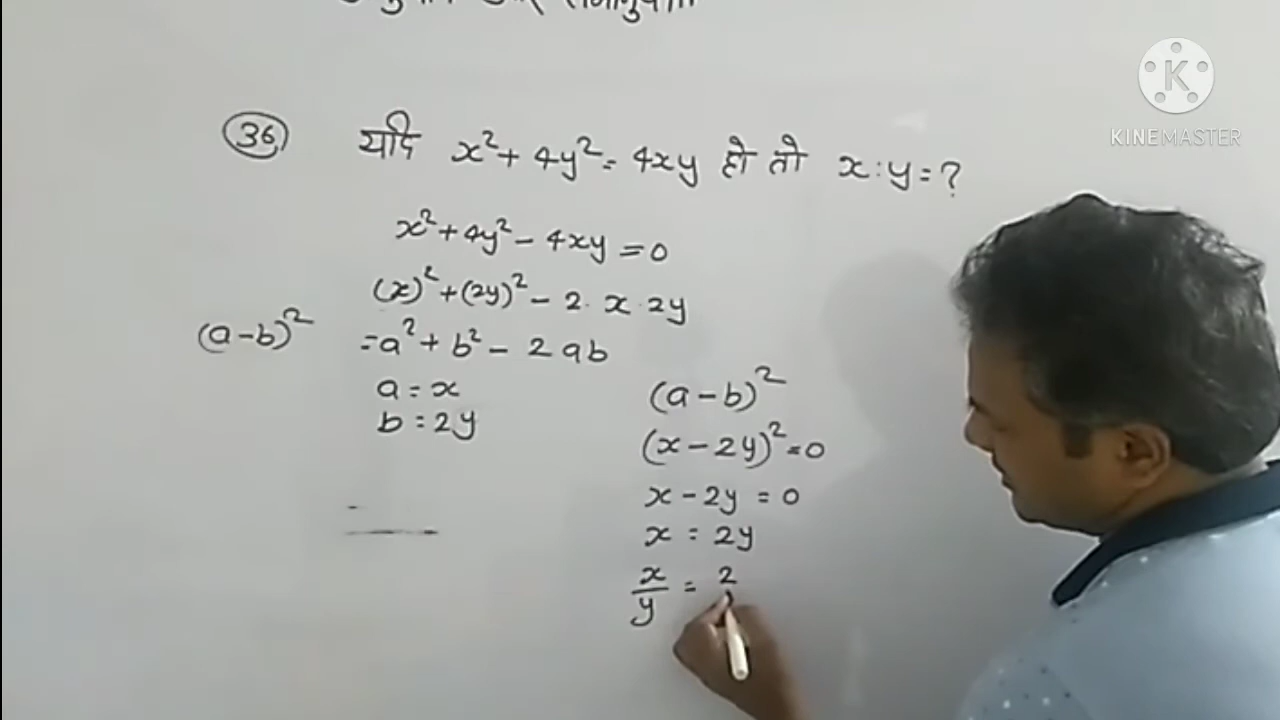 KINEMASTER
36 यदि x²+ 4y²= 4xy हो तो x:y=?
x²+4y²- 4xy =0
(x)²+(2y)²- 2. x .2y
(a-b)² =a²+ b²- 2ab
a=x
b=2y
(a-b)²
(x-2y)²=0
x-2y=0
x=2y
x/y = 2